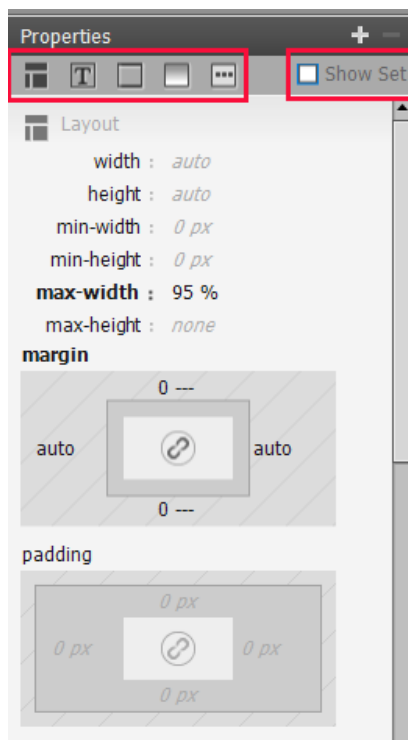 Properties
T Show Set
Layout
width : auto
height : auto
min-width : 0 px
min-height : 0 px
max-width : 95 %
max-height : none
margin
0 ---
auto auto
0 ---
padding
0 px
0 px 0 px
0 px